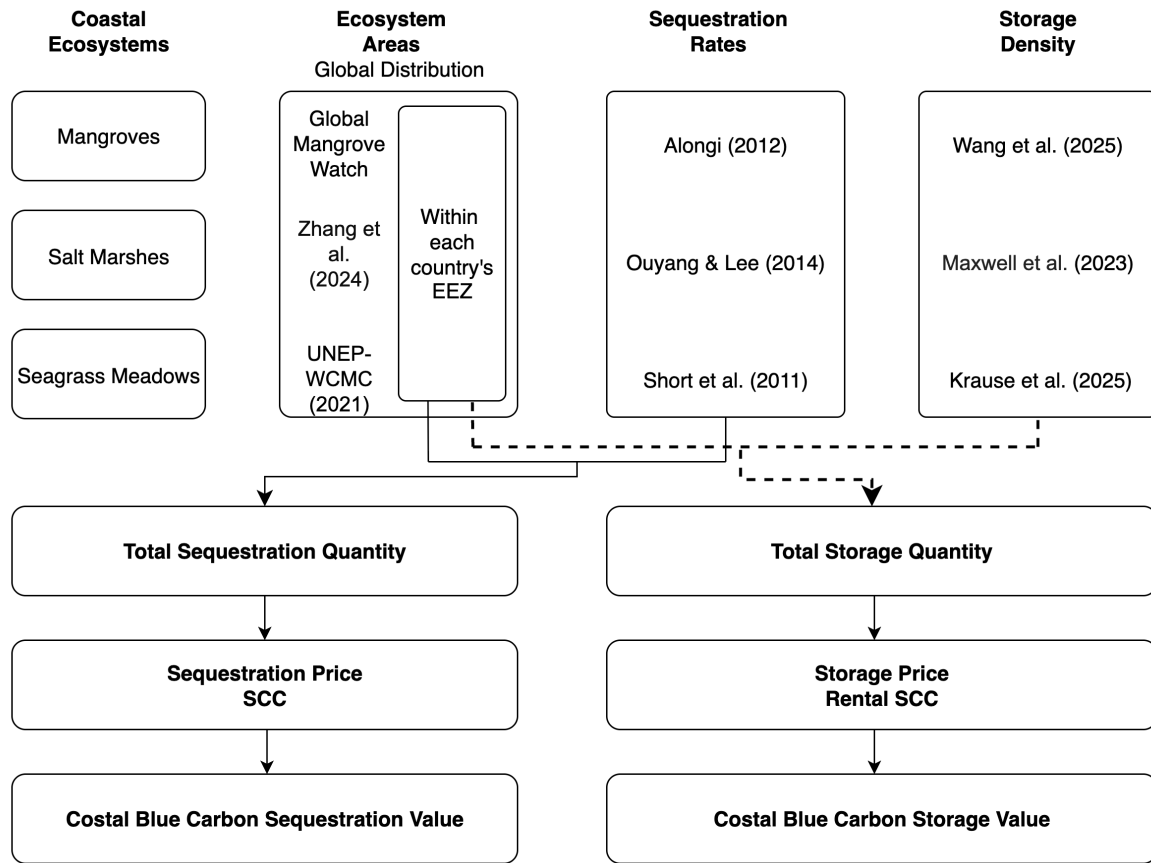 Coastal
Ecosystems
Ecosystem
Areas
Global Distribution
Sequestration
Rates
Storage
Density
Mangroves
Salt Marshes
Seagrass Meadows
Global
Mangrove
Watch
Zhang et
al.
(2024)
UNEP-
WCMC
(2021)
Within
each
country's
EEZ
Alongi (2012)
Ouyang & Lee (2014)
Short et al. (2011)
Wang et al. (2025)
Maxwell et al. (2023)
Krause et al. (2025)
Total Sequestration Quantity
Total Storage Quantity
Sequestration Price
SCC
Storage Price
Rental SCC
Costal Blue Carbon Sequestration Value
Costal Blue Carbon Storage Value